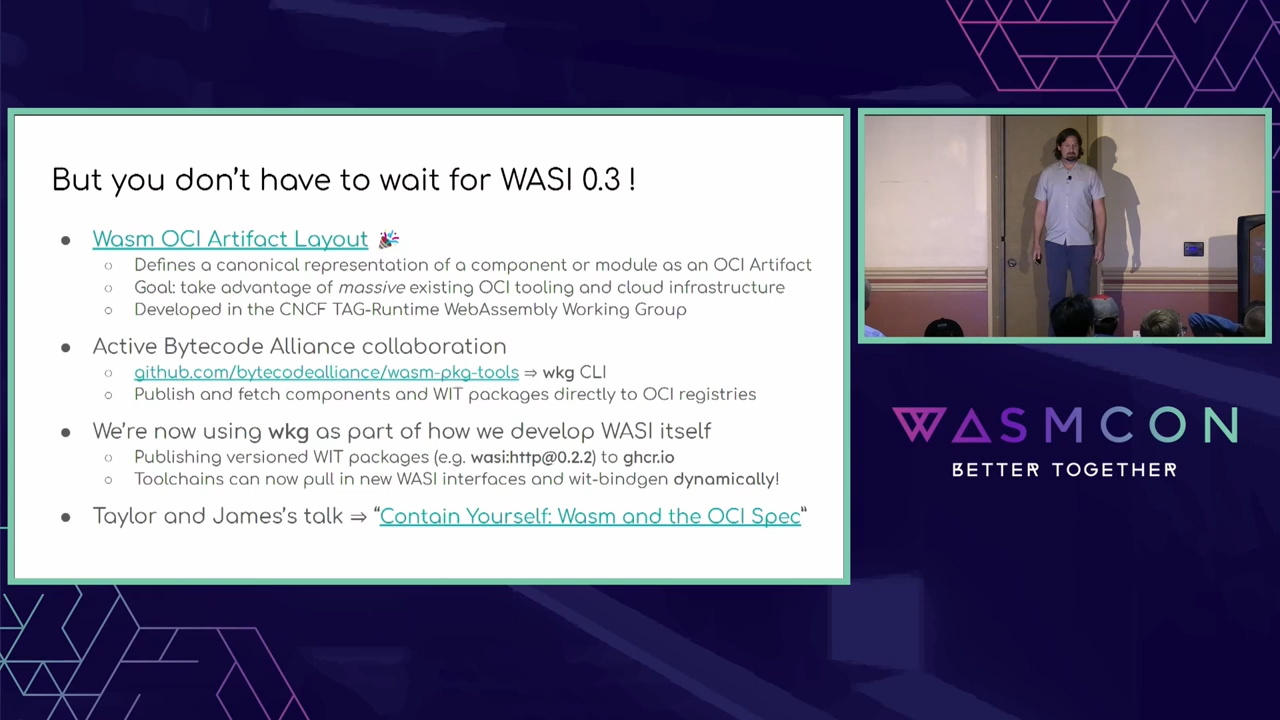 But you don't have to wait for WASI 0.3 !
● Wasm OCI Artifact Layout 🎉
○ Defines a canonical representation of a component or module as an OCI Artifact
○ Goal: take advantage of massive existing OCI tooling and cloud infrastructure
○ Developed in the CNCF TAG-Runtime WebAssembly Working Group
● Active Bytecode Alliance collaboration
○ github.com/bytecodealliance/wasm-pkg-tools ⇒ wkg CLI
○ Publish and fetch components and WIT packages directly to OCI registries
● We're now using wkg as part of how we develop WASI itself
○ Publishing versioned WIT packages (e.g. wasi:http@0.2.2) to ghcr.io
○ Toolchains can now pull in new WASI interfaces and wit-bindgen dynamically!
● Taylor and James's talk ⇒ “Contain Yourself: Wasm and the OCI Spec”
WASMCON
BETTER TOGETHER